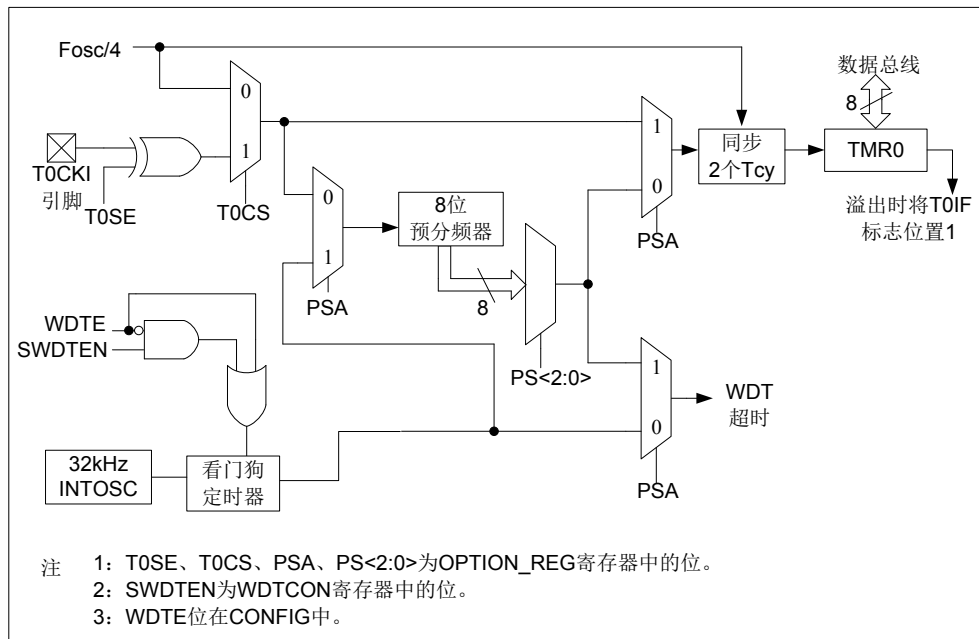 Fosc/4
数据总线
8
0
1
T0CKI
引脚
T0SE
T0CS
1
0
PSA
同步
2个Tcy
TMR0
溢出时将T0IF
标志位置1
0
1
PSA
8位
预分频器
8
PS<2:0>
WDTE
SWDTEN
1
0
PSA
WDT
超时
32kHz
INTOSC
看门狗
定时器
注 1：T0SE、T0CS、PSA、PS<2:0>为OPTION_REG寄存器中的位。
2：SWDTEN为WDTCON寄存器中的位。
3：WDTE位在CONFIG中。